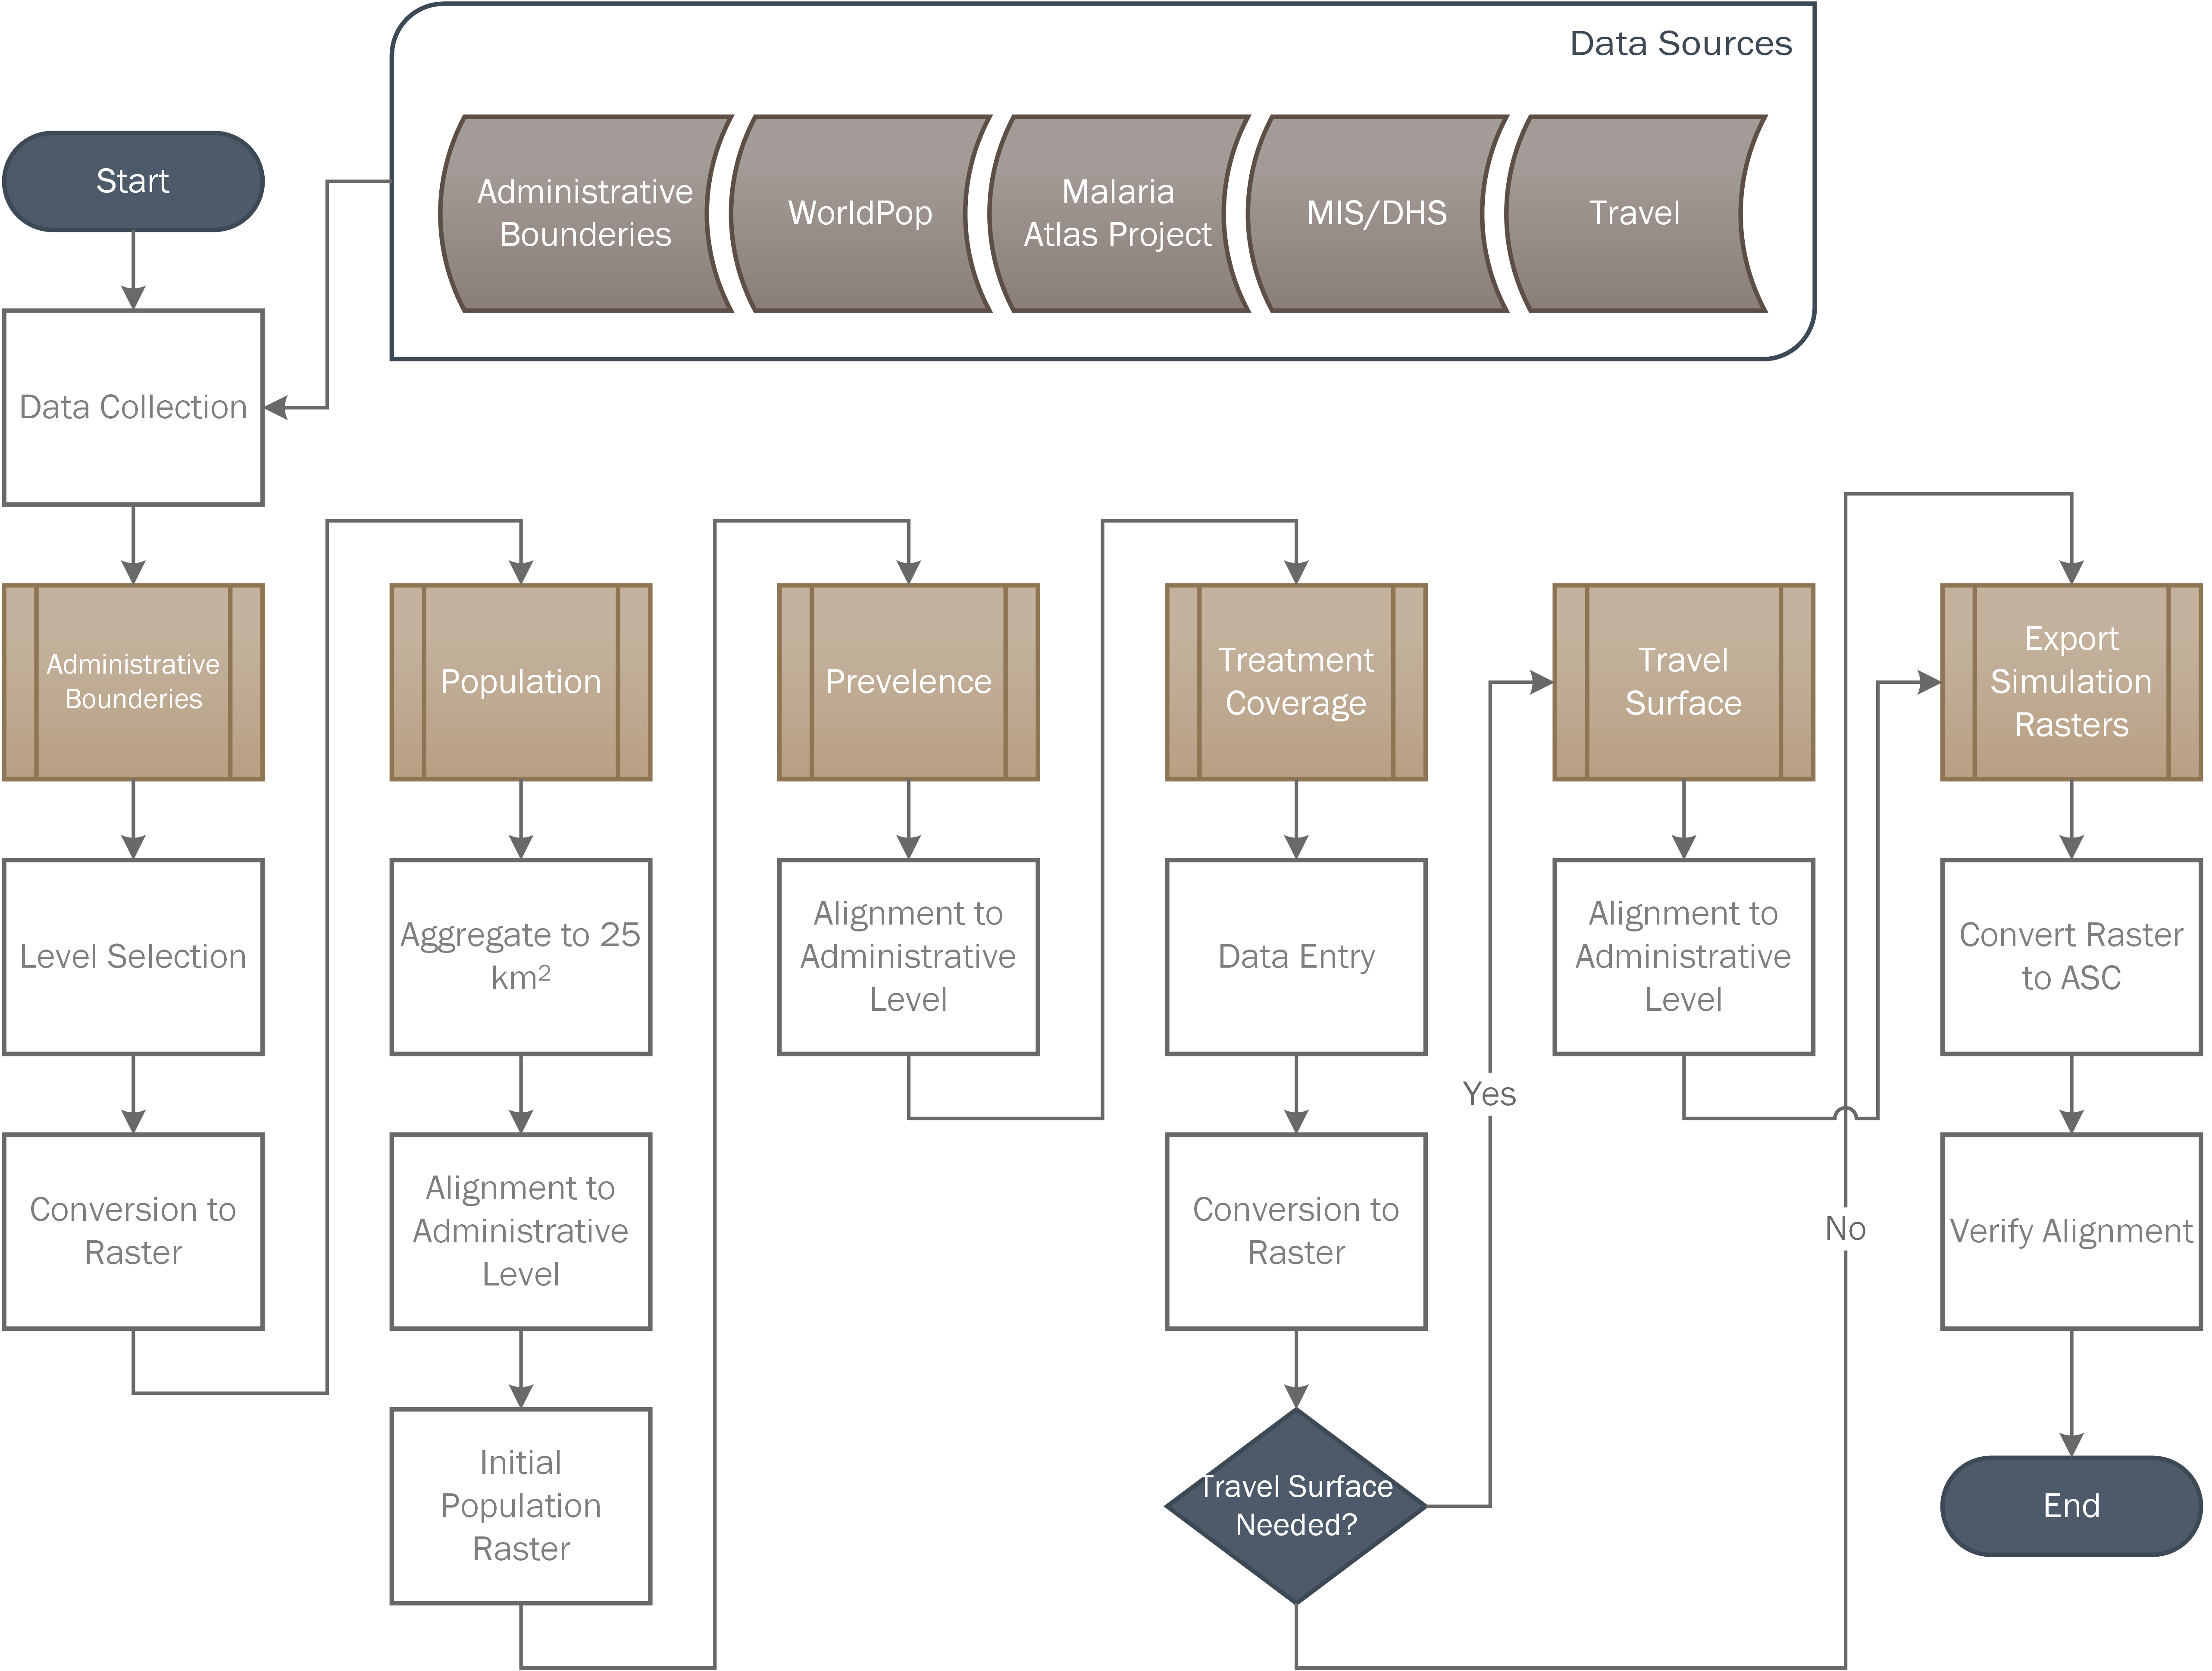 Data Sources
Administrative
Bounderies
WorldPop
Malaria
Atlas Project
MIS/DHS
Travel
Start
Data Collection
Administrative
Bounderies
Level Selection
Conversion to
Raster
Population
Aggregate to 25
km²
Alignment to
Administrative
Level
Initial
Population
Raster
Prevelence
Alignment to
Administrative
Level
Treatment
Coverage
Data Entry
Conversion to
Raster
Travel Surface
Needed?
Yes
No
Travel
Surface
Alignment to
Administrative
Level
Export
Simulation
Rasters
Convert Raster
to ASC
Verify Alignment
End